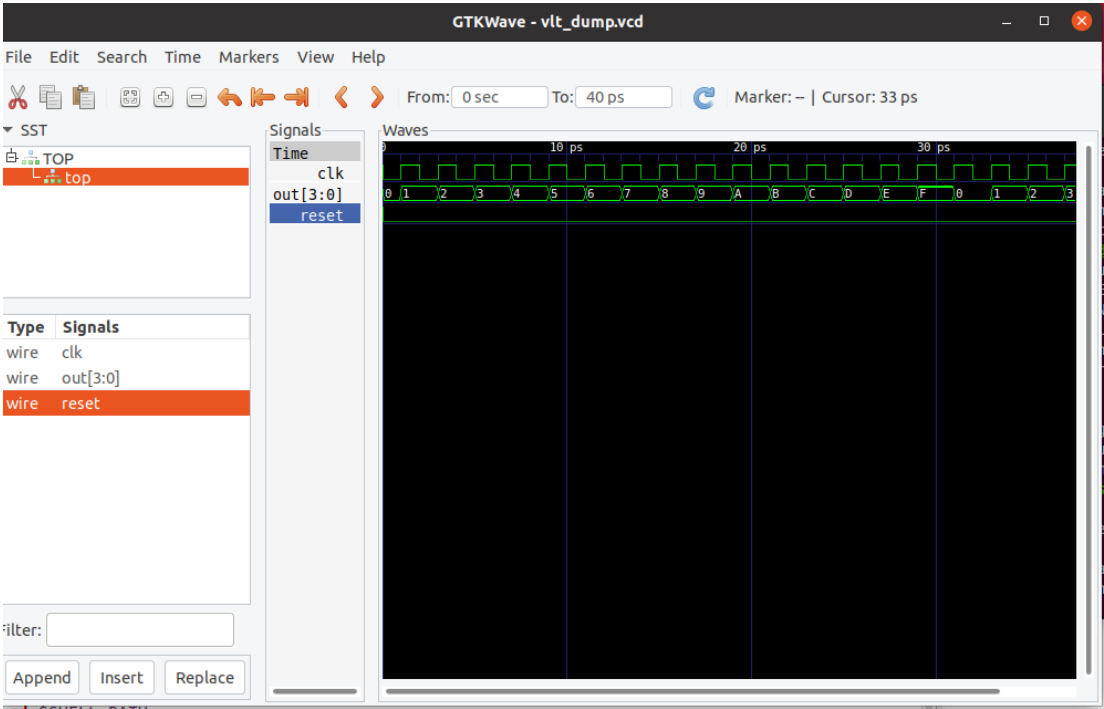 GTKWave - vlt_dump.vcd
File Edit Search Time Markers View Help
From: 0 sec To: 40 ps Marker: -- | Cursor: 33 ps
SST
TOP
top
Type Signals
wire clk
wire out[3:0]
wire reset
Filter:
Append Insert Replace
Signals
Time
clk
out[3:0]
reset
Waves
0 10 ps 20 ps 30 ps
0 1 2 3 4 5 6 7 8 9 A B C D E F 0 1 2 3